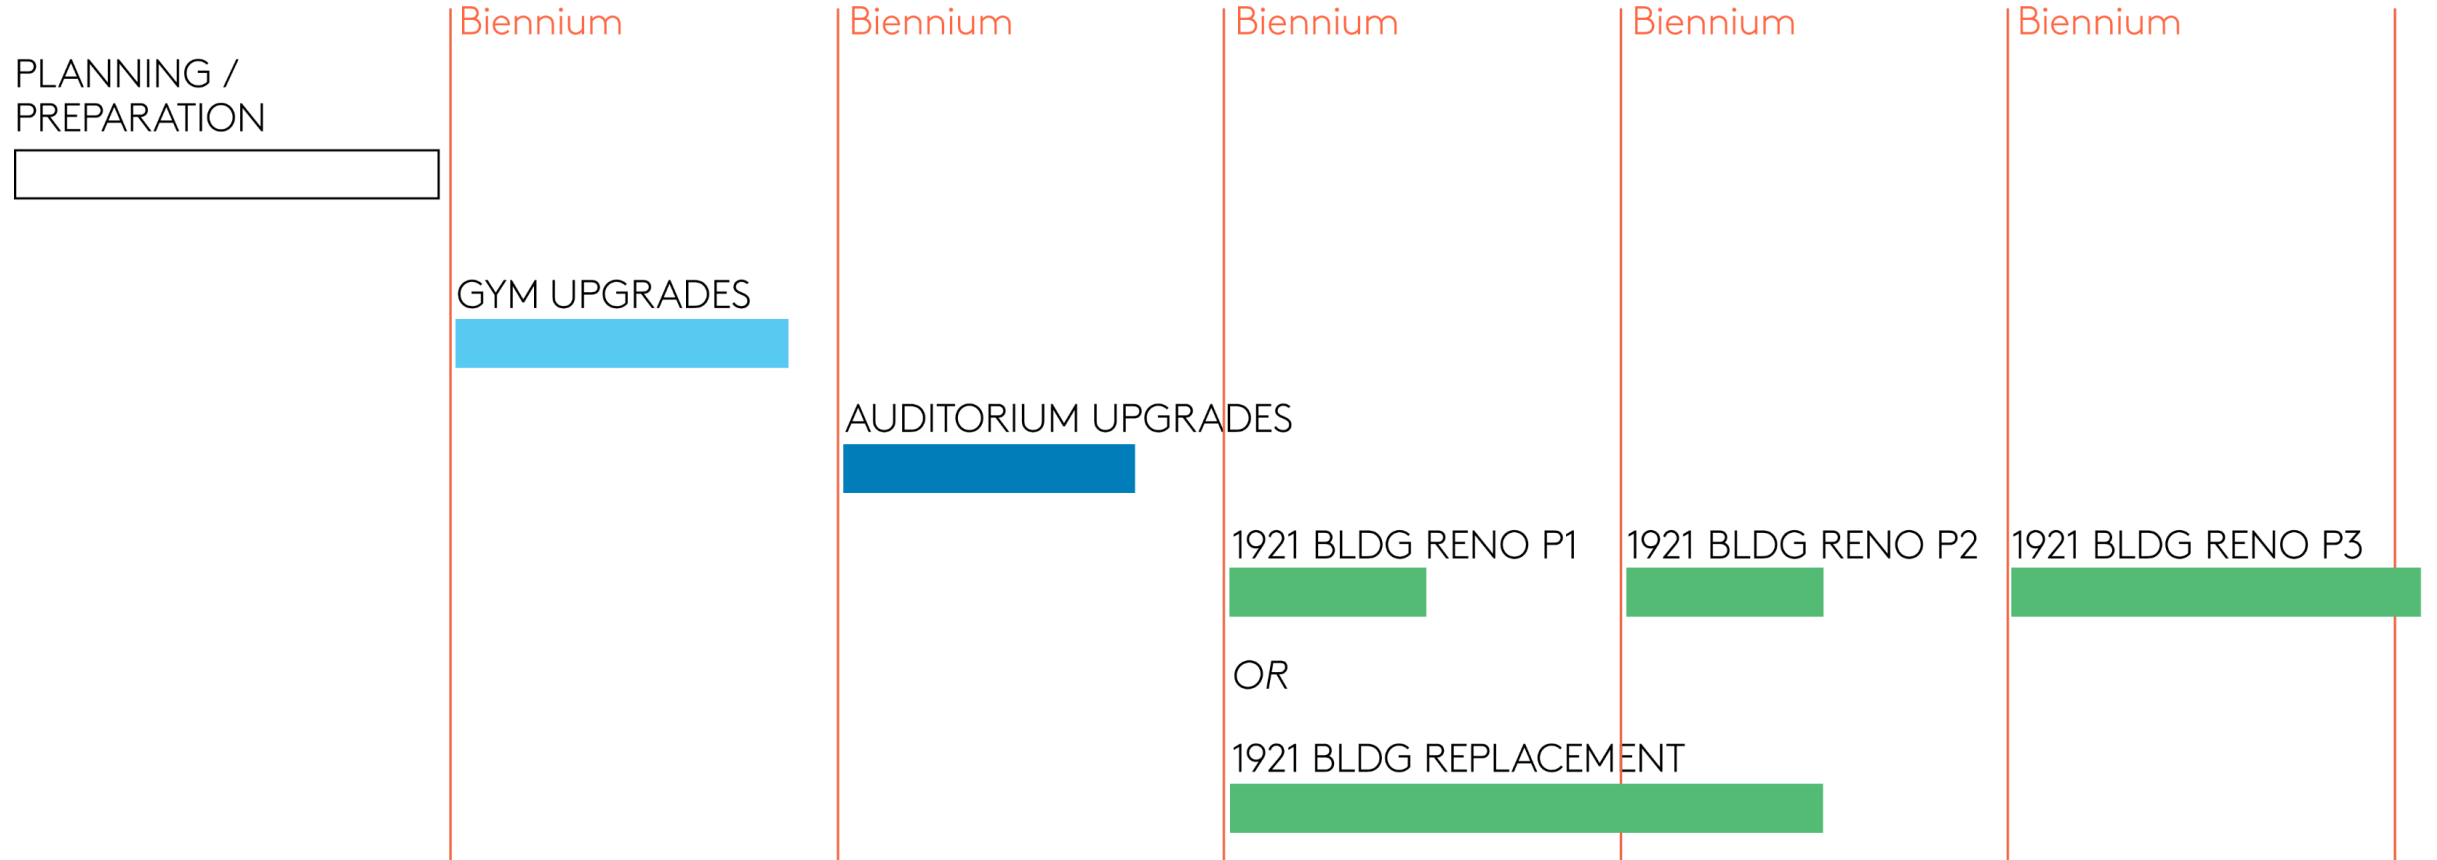 Biennium
Biennium
Biennium
Biennium
Biennium
PLANNING /
PREPARATION
GYM UPGRADES
AUDITORIUM UPGRADES
1921 BLDG RENO P1
1921 BLDG RENO P2
1921 BLDG RENO P3
OR
1921 BLDG REPLACEMENT